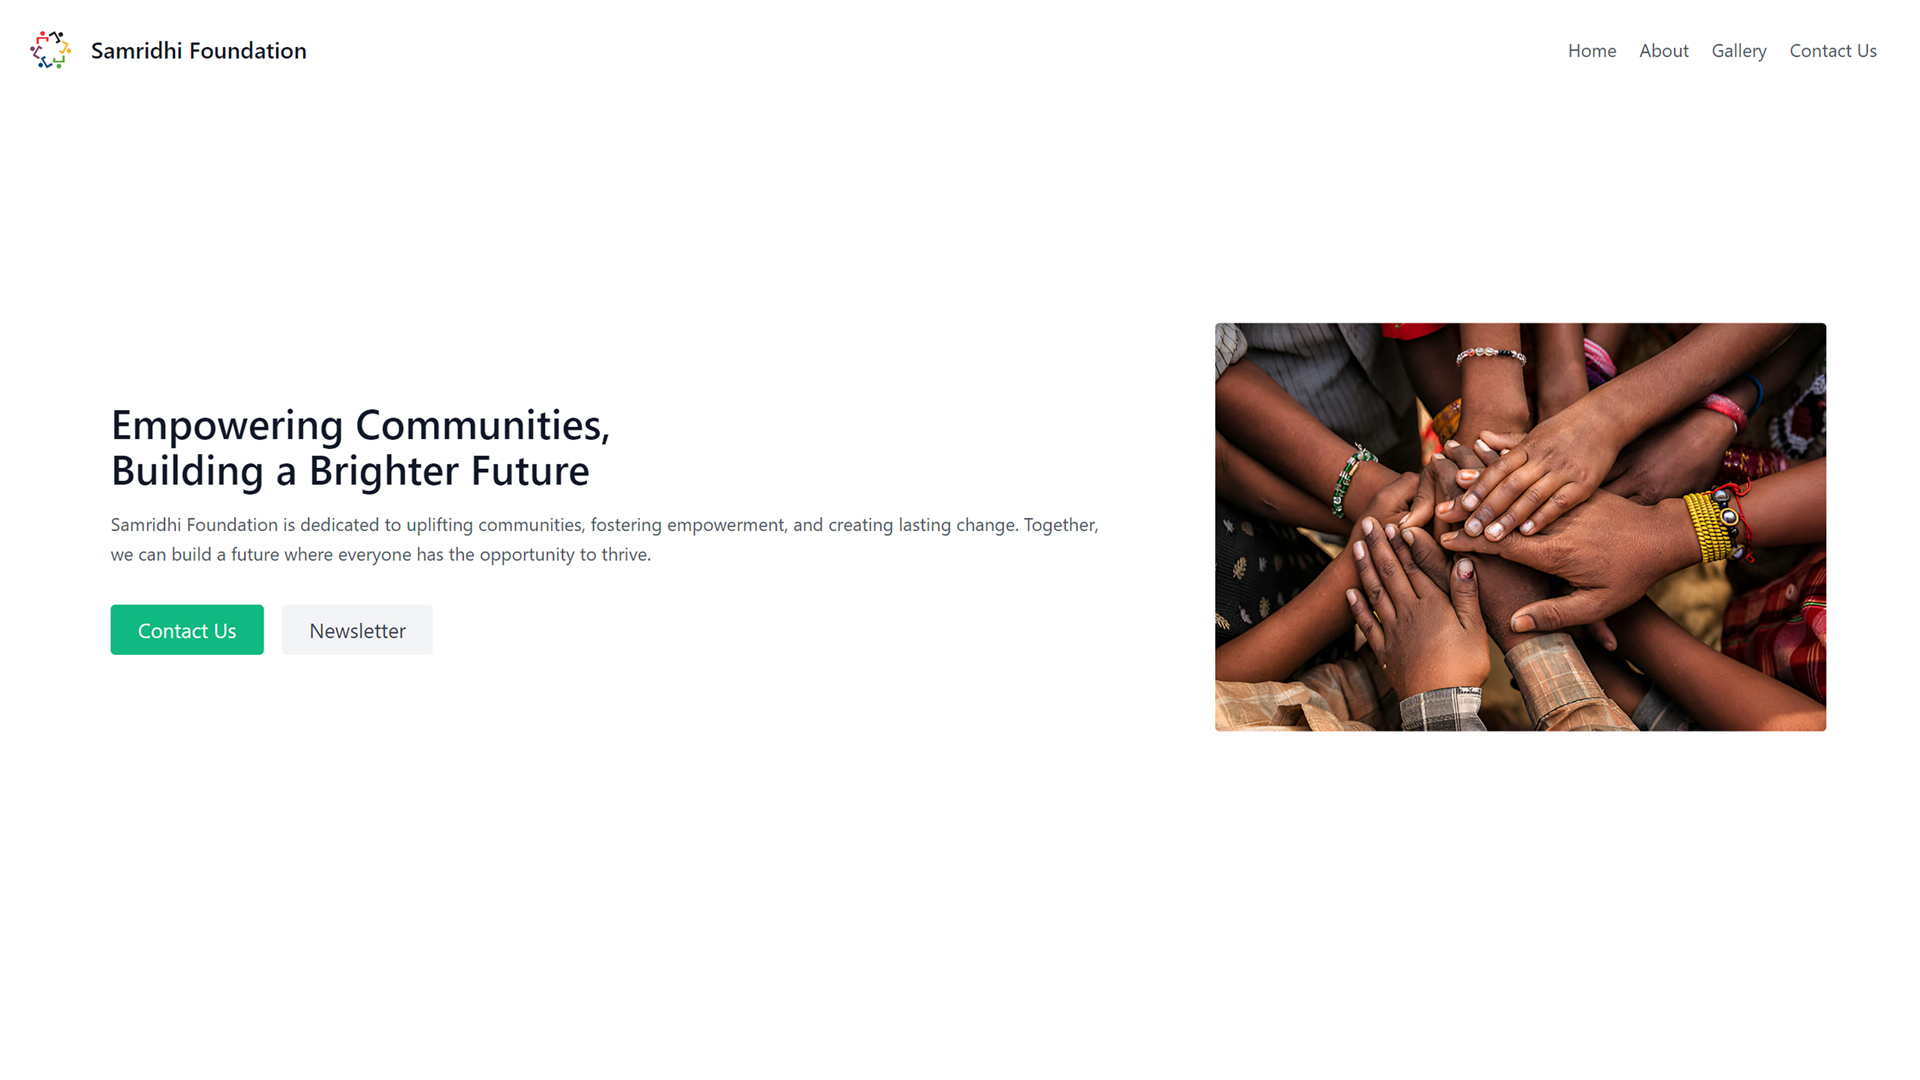 Samridhi Foundation
Home About Gallery Contact Us
Empowering Communities,
Building a Brighter Future
Samridhi Foundation is dedicated to uplifting communities, fostering empowerment, and creating lasting change. Together,
we can build a future where everyone has the opportunity to thrive.
Contact Us Newsletter